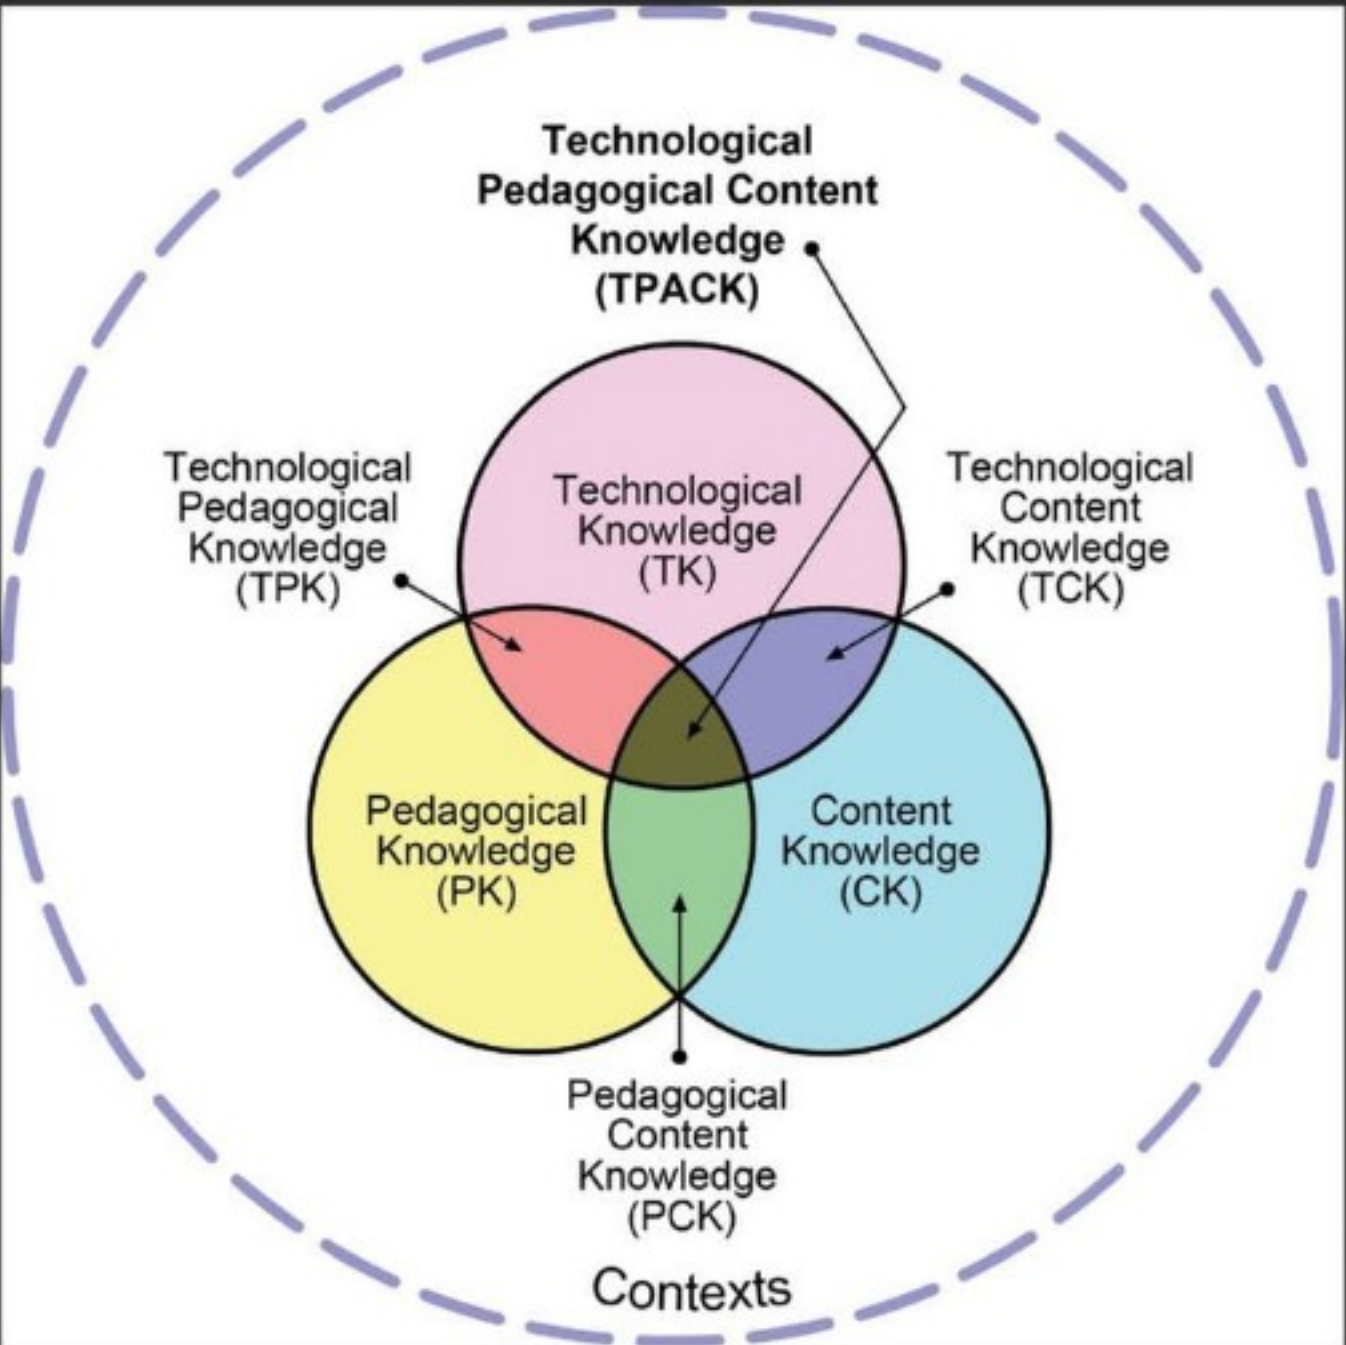 Technological
Pedagogical Content
Knowledge
(TPACK)
Technological
Pedagogical
Knowledge
(TPK)
Technological
Knowledge
(TK)
Technological
Content
Knowledge
(TCK)
Pedagogical
Knowledge
(PK)
Content
Knowledge
(CK)
Pedagogical
Content
Knowledge
(PCK)
Contexts